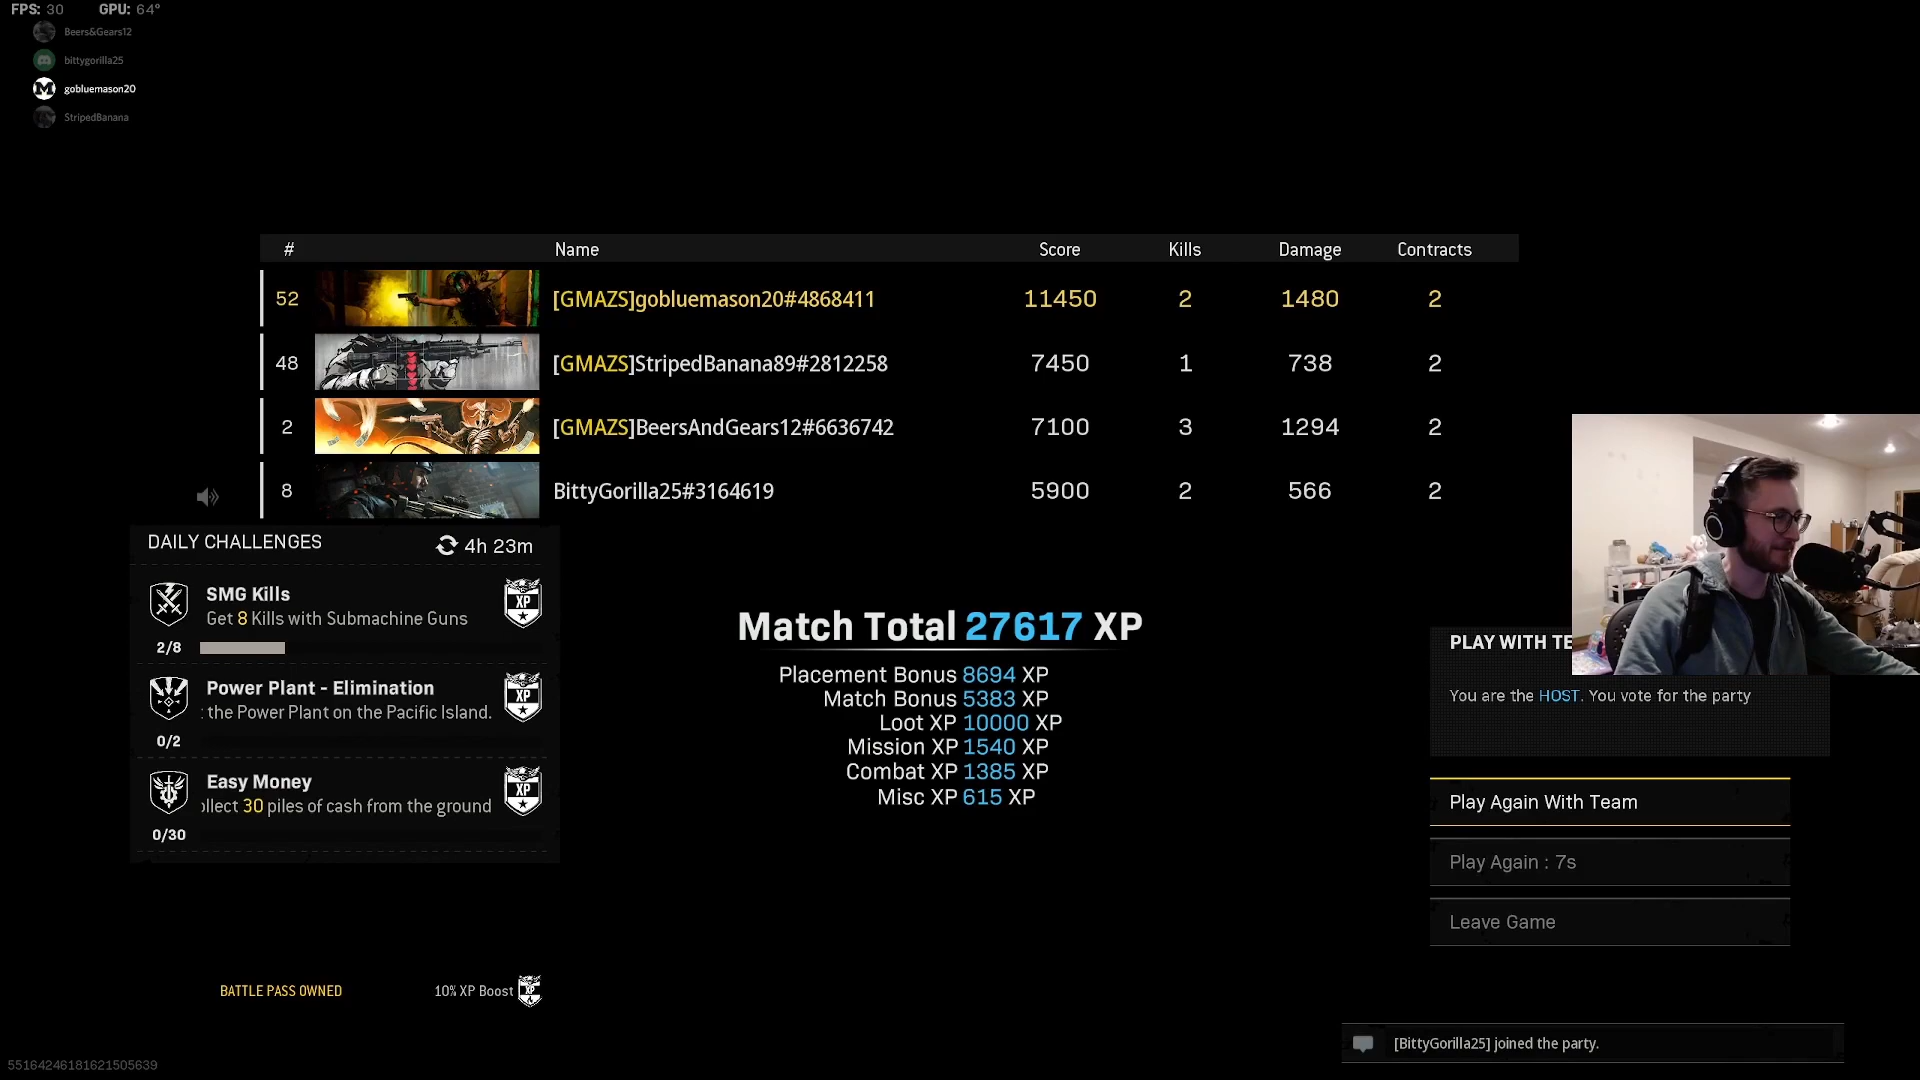 FPS: 30 GPU: 64°
Beers&Gears12
bittygorilla25
gobluemason20
StripedBanana
# Name Score Kills Damage Contracts
52 [GMAZS]gobluemason20#4868411 11450 2 1480 2
48 [GMAZS]StripedBanana89#2812258 7450 1 738 2
2 [GMAZS]BeersAndGears12#6636742 7100 3 1294 2
8 BittyGorilla25#3164619 5900 2 566 2
DAILY CHALLENGES 4h 23m
SMG Kills
Get 8 Kills with Submachine Guns
XP
2/8
Power Plant - Elimination
: the Power Plant on the Pacific Island.
XP
0/2
Easy Money
ollect 30 piles of cash from the ground
XP
0/30
BATTLE PASS OWNED 10% XP Boost XP
Match Total 27617 XP
Placement Bonus 8694 XP
Match Bonus 5383 XP
Loot XP 10000 XP
Mission XP 1540 XP
Combat XP 1385 XP
Misc XP 615 XP
PLAY WITH TE
You are the HOST. You vote for the party
Play Again With Team
Play Again : 7s
Leave Game
[BittyGorilla25] joined the party.
55164246181621505639